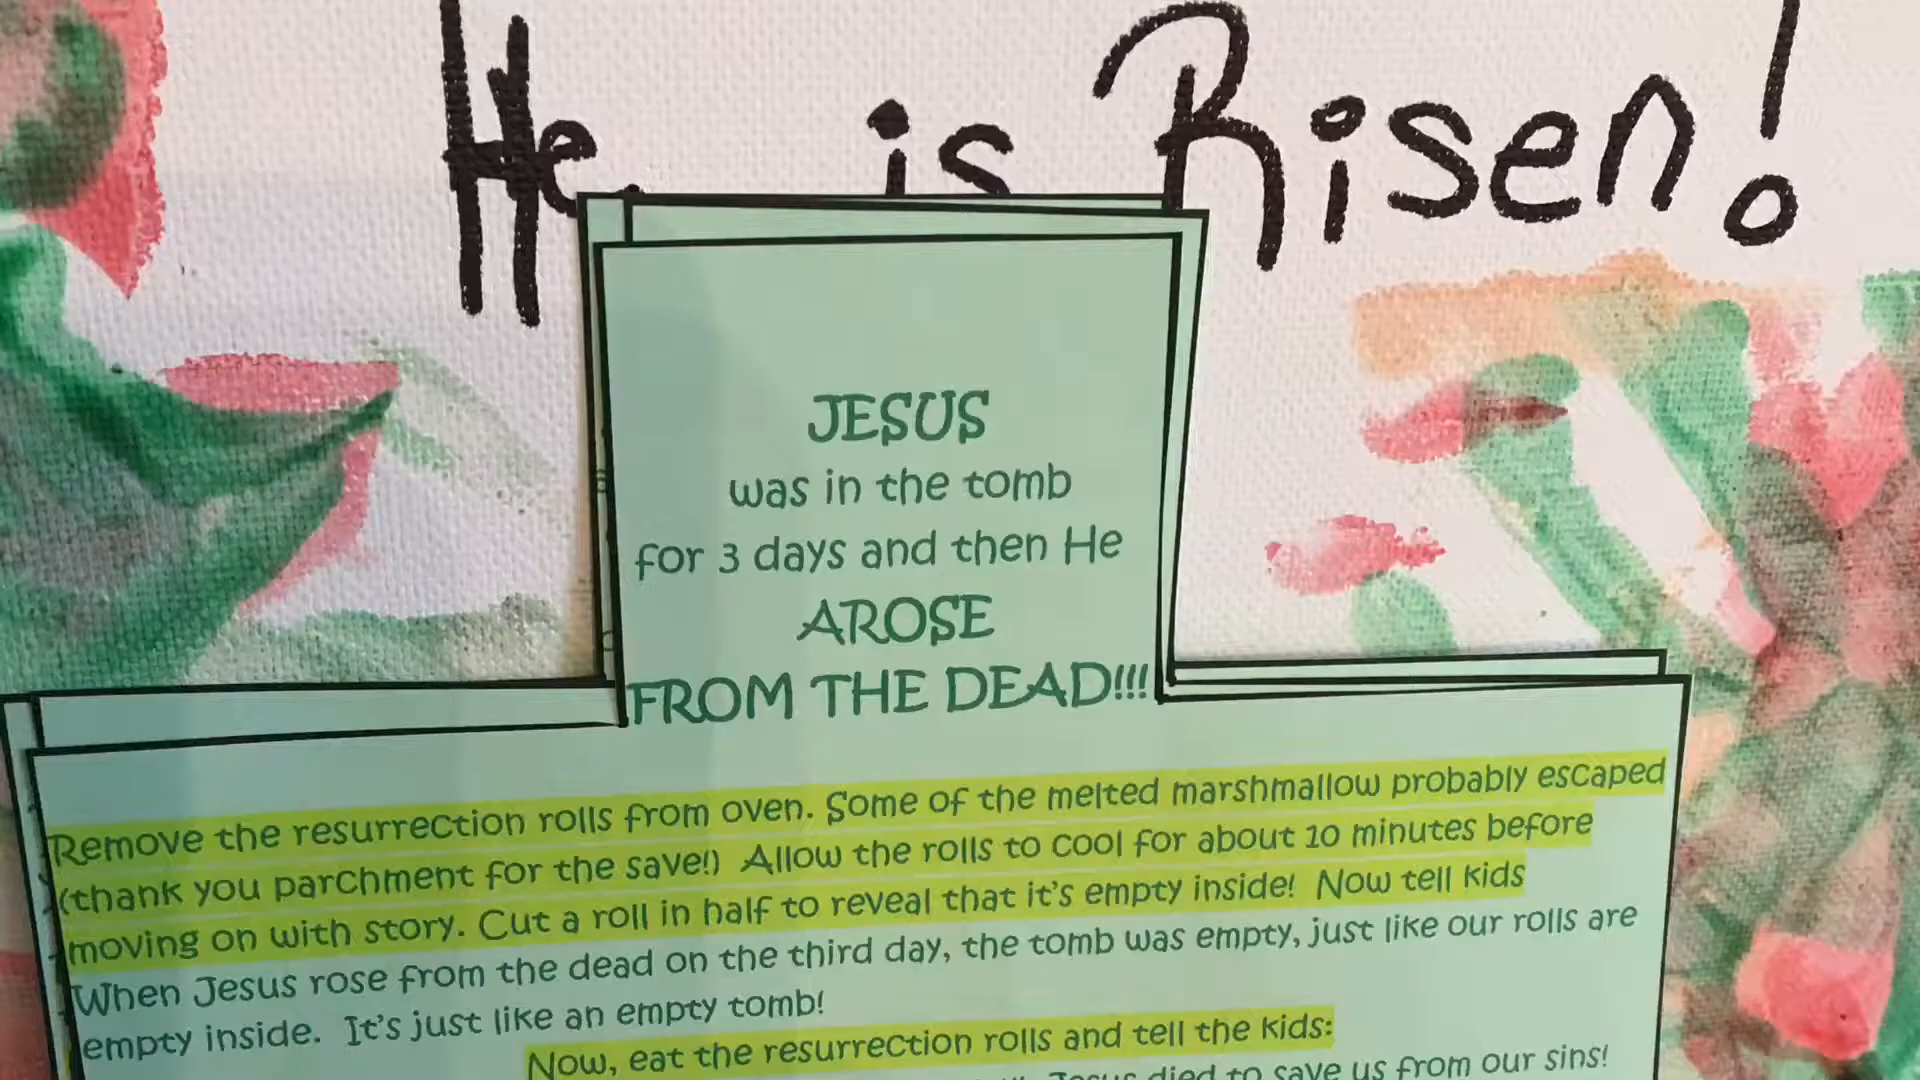 He is Risen!
JESUS
was in the tomb
for 3 days and then He
AROSE
FROM THE DEAD!!!
Remove the resurrection rolls from oven. Some of the melted marshmallow probably escaped
(thank you parchment for the save!) Allow the rolls to cool for about 10 minutes before
moving on with story. Cut a roll in half to reveal that it's empty inside! Now tell kids
When Jesus rose from the dead on the third day, the tomb was empty, just like our rolls are
empty inside. It's just like an empty tomb!
Now, eat the resurrection rolls and tell the kids:
Jesus died to save us from our sins!